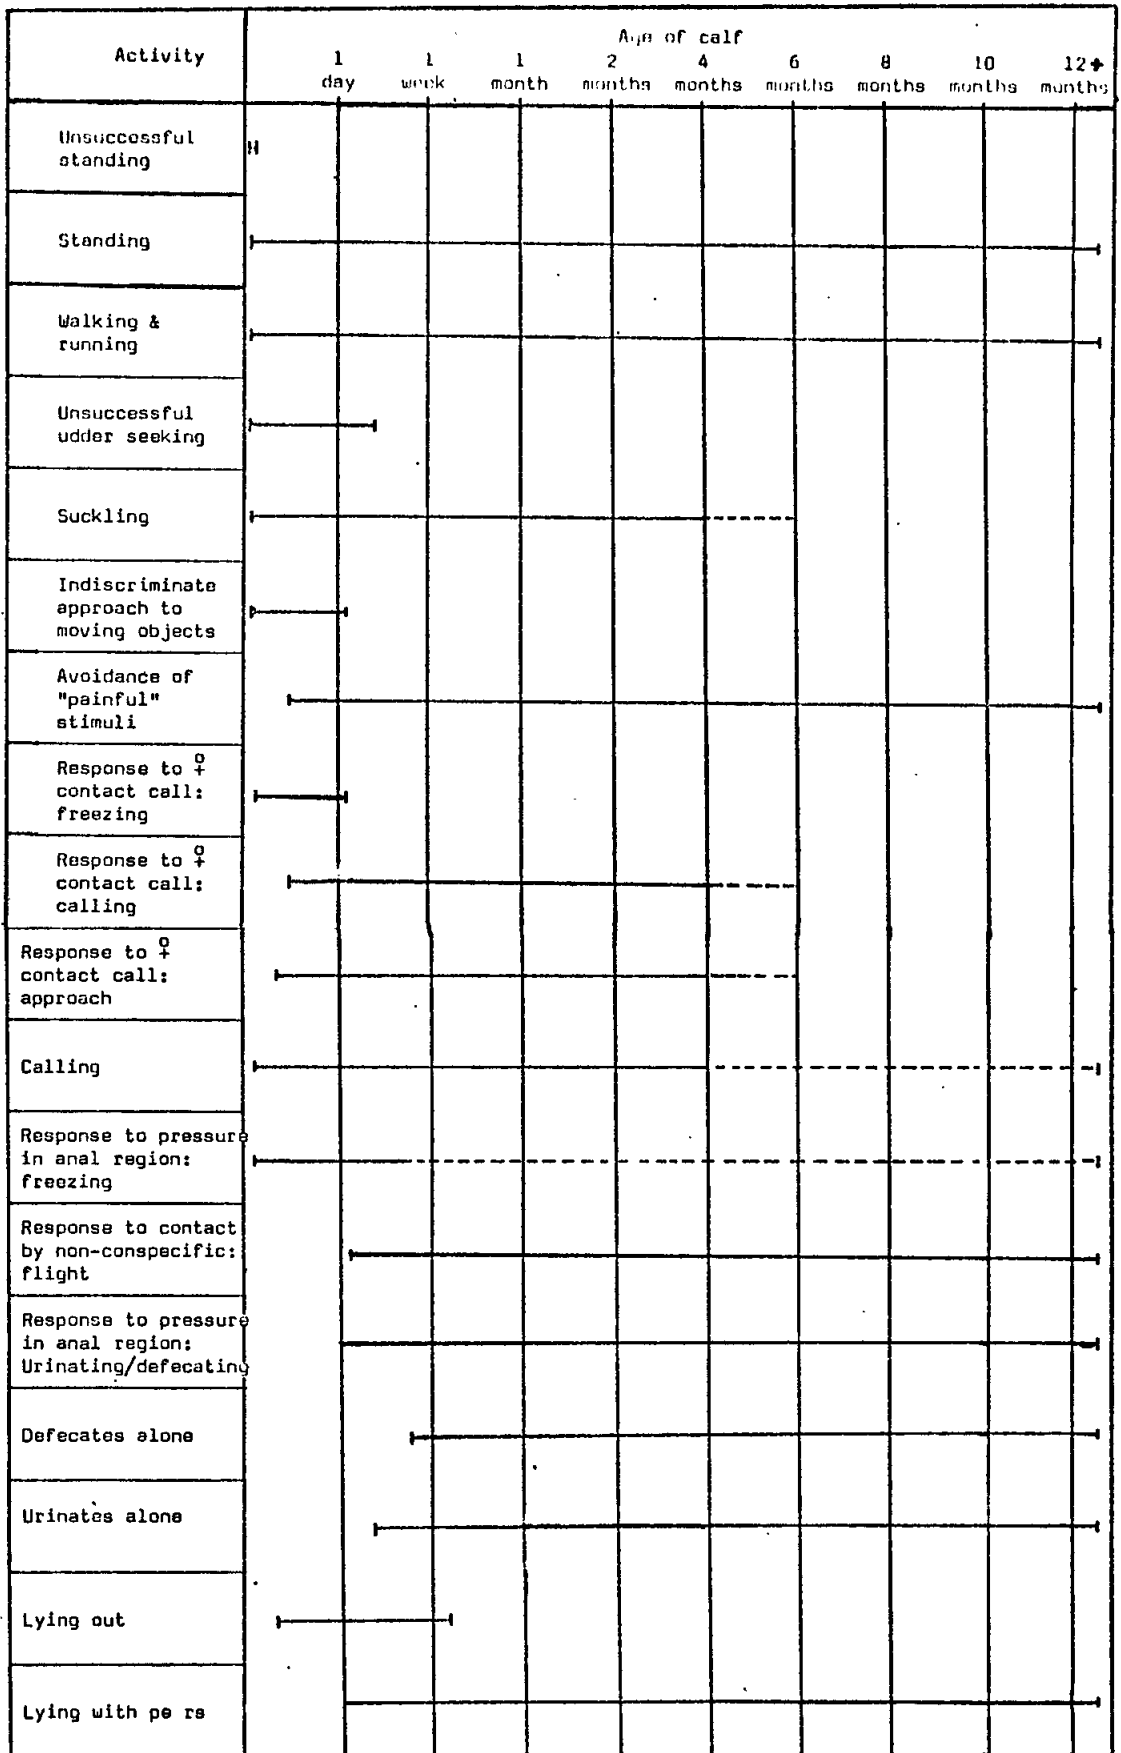 Activity
Age of calf
1 1 1 2 4 6 8 10 12+
day week month months months months months months months
Unsuccessful
standing
Standing
Walking &
running
Unsuccessful
udder seeking
Suckling
Indiscriminate
approach to
moving objects
Avoidance of
"painful"
stimuli
Response to ♀
contact call:
freezing
Response to ♀
contact call:
calling
Response to ♀
contact call:
approach
Calling
Response to pressure
in anal region:
freezing
Response to contact
by non-conspecific:
flight
Response to pressure
in anal region:
Urinating/defecating
Defecates alone
Urinates alone
Lying out
Lying with pe rs